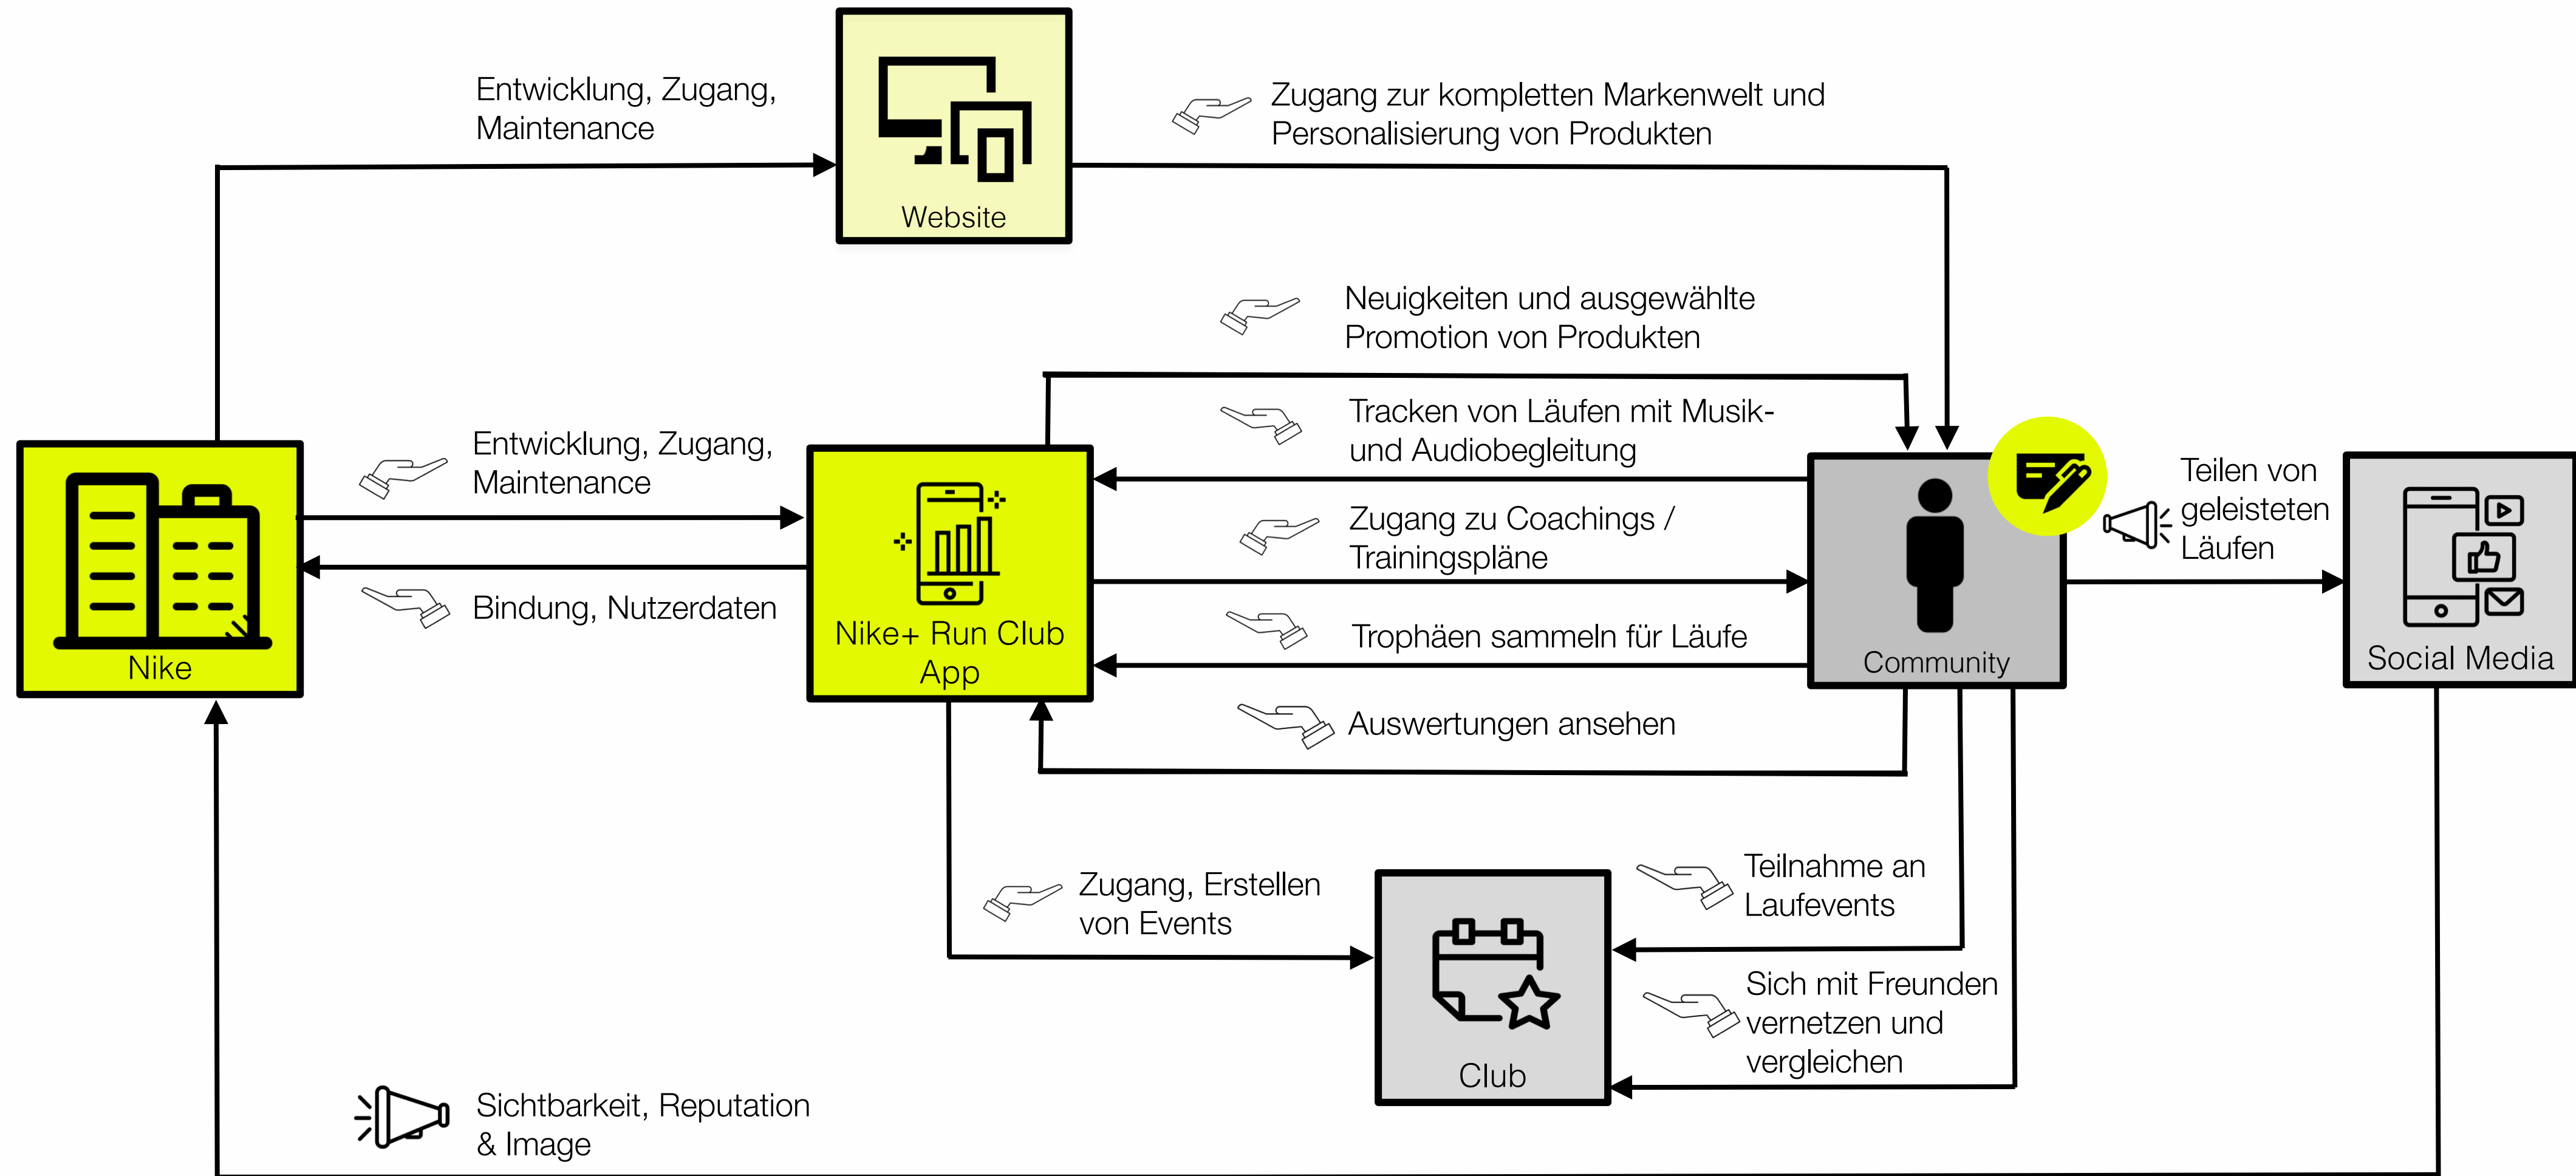 Entwicklung, Zugang,
Maintenance
Website
Zugang zur kompletten Markenwelt und
Personalisierung von Produkten
Neuigkeiten und ausgewählte
Promotion von Produkten
Nike
Entwicklung, Zugang,
Maintenance
Bindung, Nutzerdaten
Nike+ Run Club
App
Tracken von Läufen mit Musik-
und Audiobegleitung
Zugang zu Coachings /
Trainingspläne
Trophäen sammeln für Läufe
Auswertungen ansehen
Community
Teilen von
geleisteten
Läufen
Social Media
Zugang, Erstellen
von Events
Club
Teilnahme an
Laufevents
Sich mit Freunden
vernetzen und
vergleichen
Sichtbarkeit, Reputation
& Image